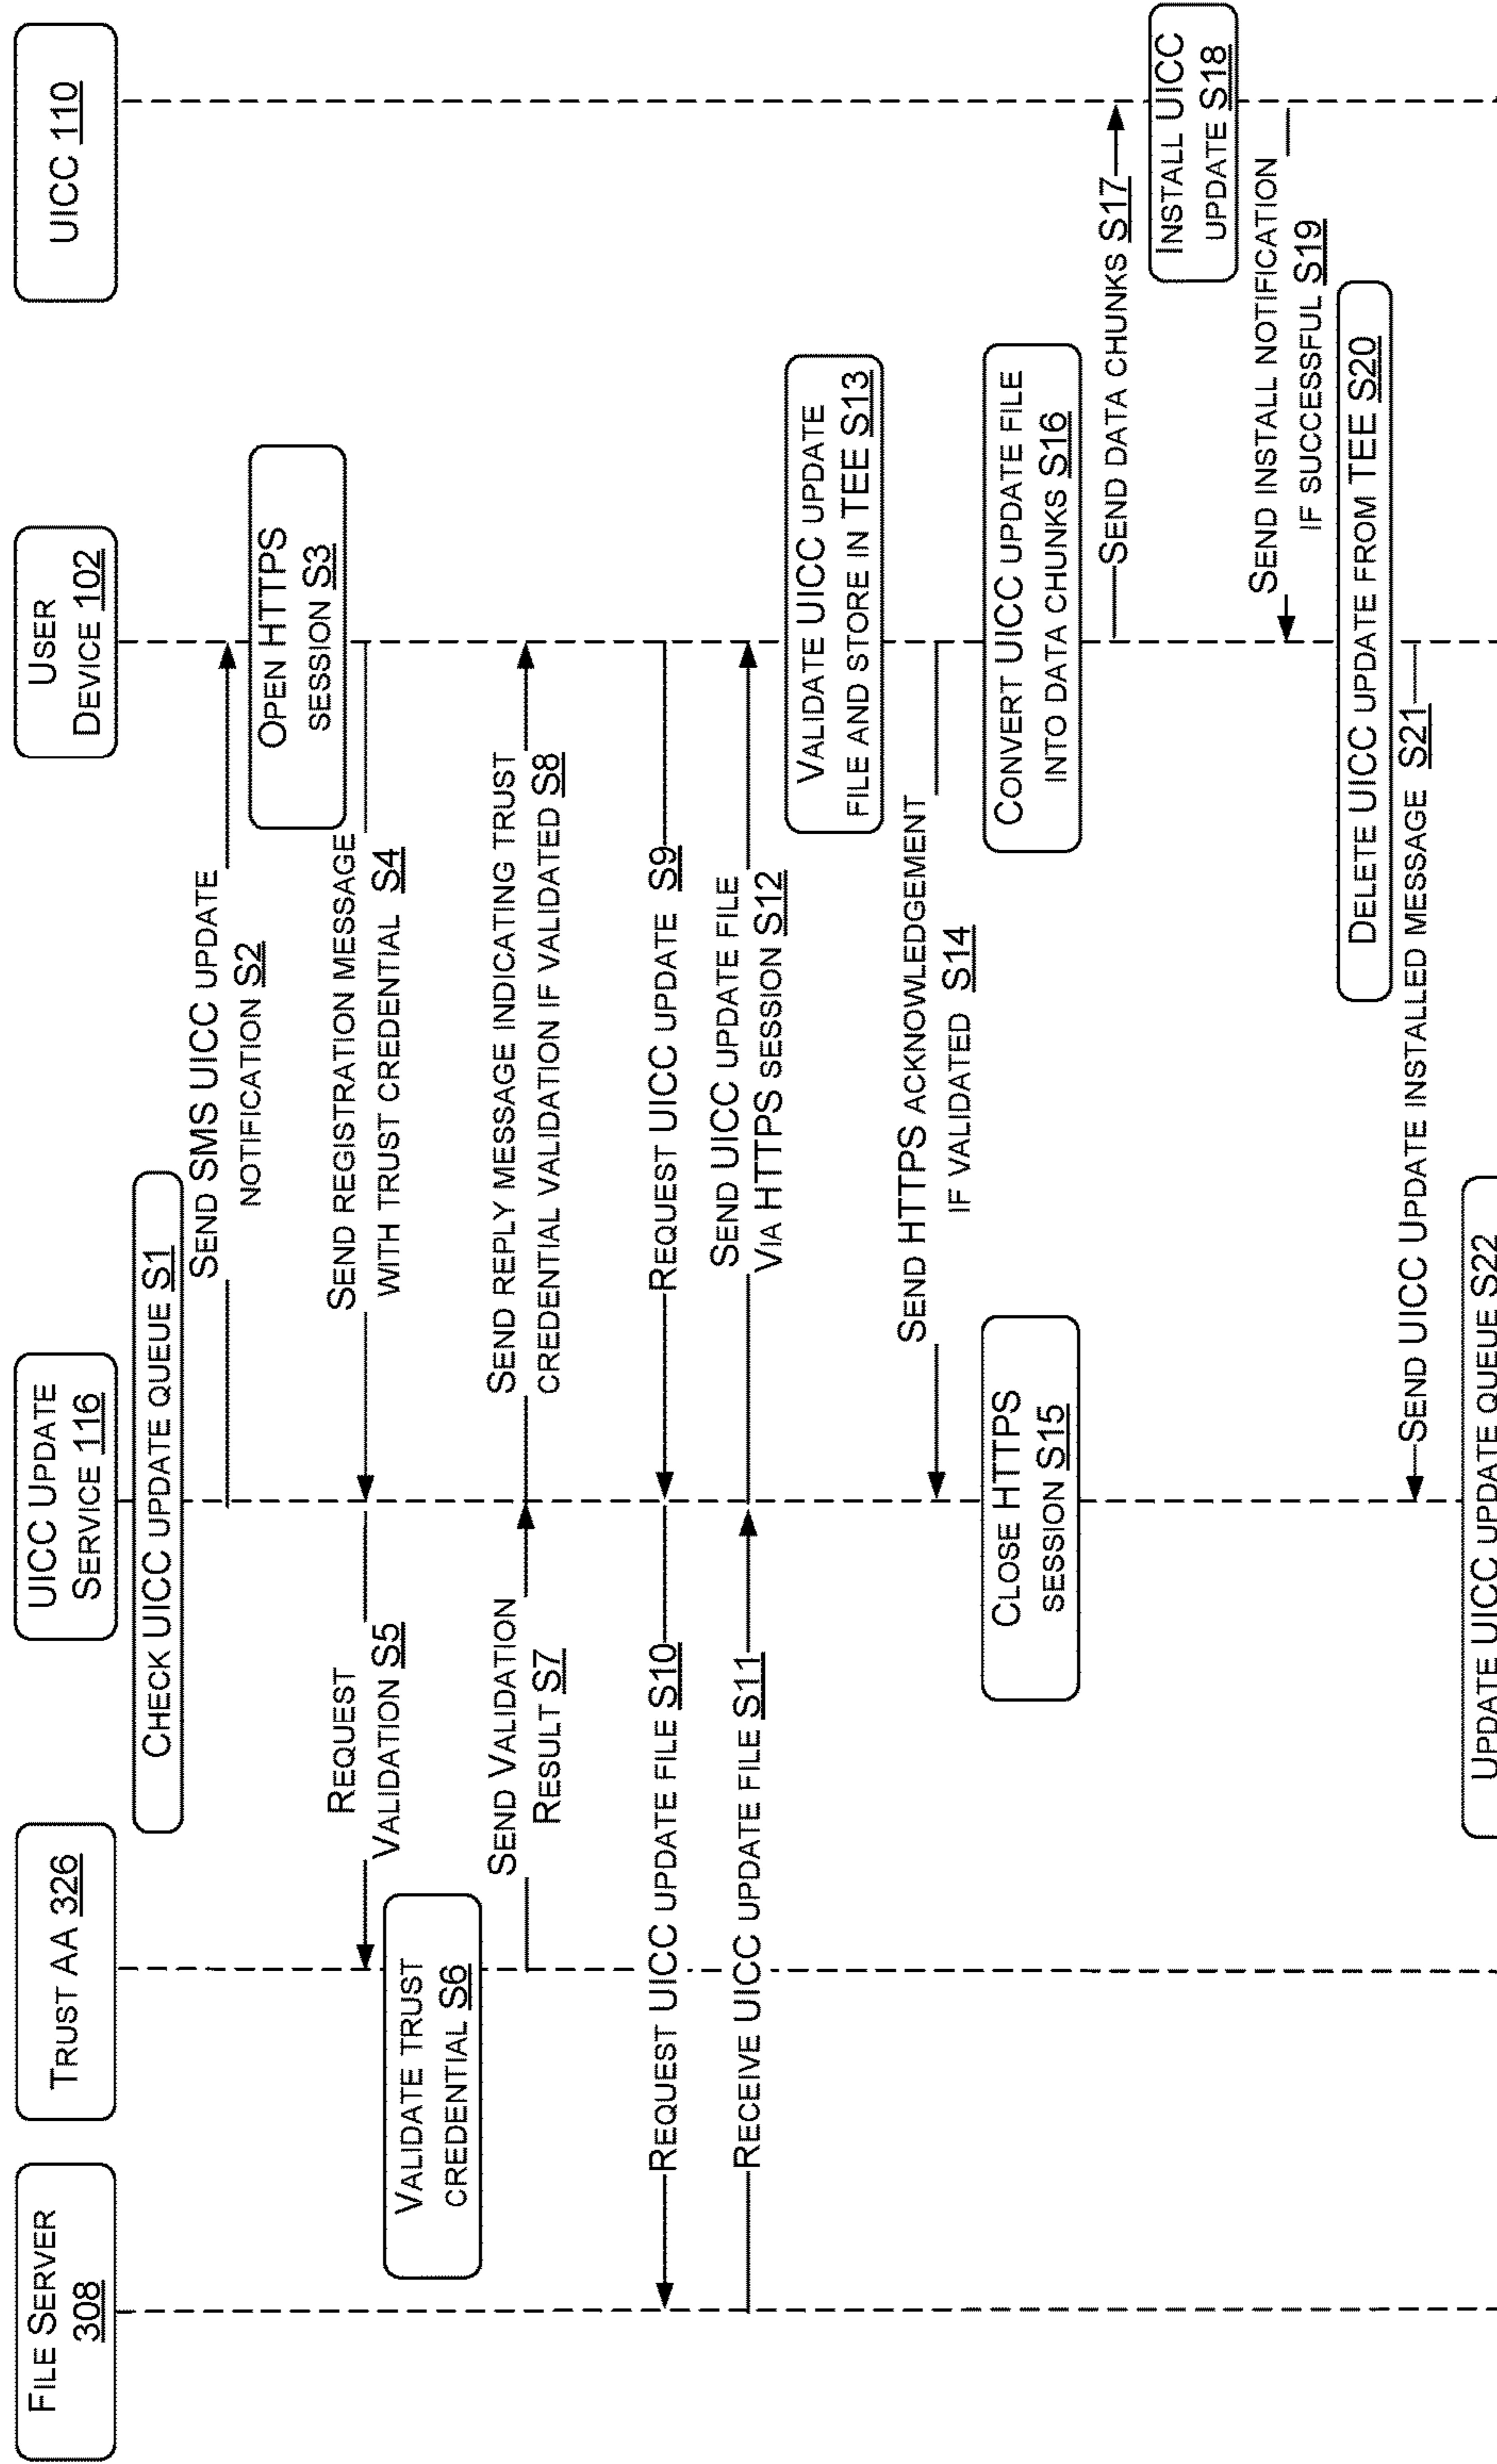 FILE SERVER
308
TRUST AA 326
UICC UPDATE
SERVICE 116
USER
DEVICE 102
UICC 110
CHECK UICC UPDATE QUEUE S1
SEND SMS UICC UPDATE
NOTIFICATION S2
OPEN HTTPS
SESSION S3
SEND REGISTRATION MESSAGE
WITH TRUST CREDENTIAL S4
REQUEST
VALIDATION S5
VALIDATE TRUST
CREDENTIAL S6
SEND VALIDATION
RESULT S7
SEND REPLY MESSAGE INDICATING TRUST
CREDENTIAL VALIDATION IF VALIDATED S8
REQUEST UICC UPDATE S9
REQUEST UICC UPDATE FILE S10
RECEIVE UICC UPDATE FILE S11
SEND UICC UPDATE FILE
VIA HTTPS SESSION S12
VALIDATE UICC UPDATE
FILE AND STORE IN TEE S13
SEND HTTPS ACKNOWLEDGEMENT
IF VALIDATED S14
CLOSE HTTPS
SESSION S15
CONVERT UICC UPDATE FILE
INTO DATA CHUNKS S16
SEND DATA CHUNKS S17
INSTALL UICC
UPDATE S18
SEND INSTALL NOTIFICATION
IF SUCCESSFUL S19
DELETE UICC UPDATE FROM TEE S20
SEND UICC UPDATE INSTALLED MESSAGE S21
UPDATE UICC UPDATE QUEUE S22